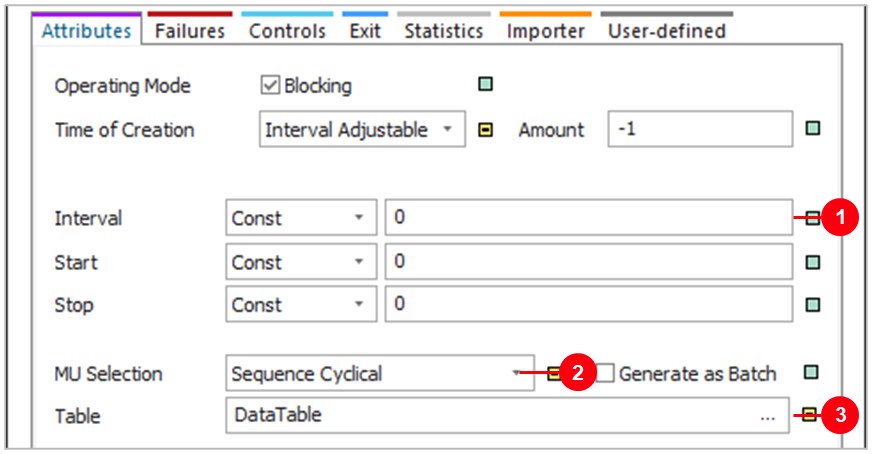 Attributes Failures Controls Exit Statistics Importer User-defined
Operating Mode Blocking
Time of Creation Interval Adjustable Amount -1
Interval Const 0 1
Start Const 0
Stop Const 0
MU Selection Sequence Cyclical 2 Generate as Batch
Table DataTable ... 3